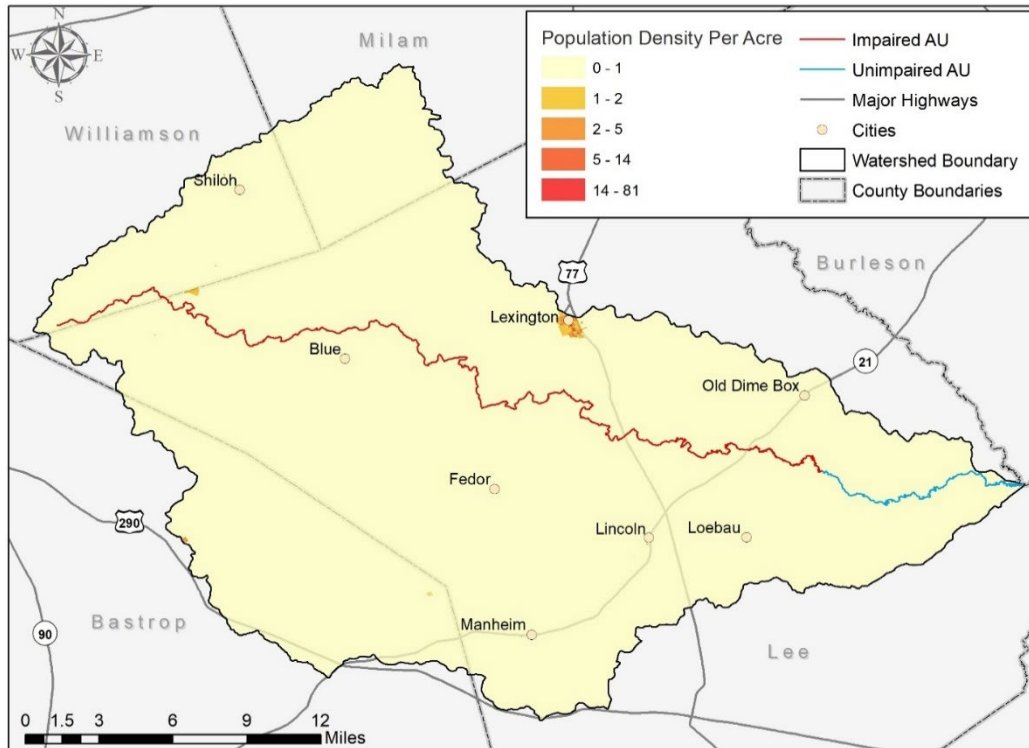 N
W E
S
Milam
Williamson
Population Density Per Acre
0 - 1
1 - 2
2 - 5
5 - 14
14 - 81
Impaired AU
Unimpaired AU
Major Highways
Cities
Watershed Boundary
County Boundaries
Shiloh
77
Burleson
Lexington
Blue
21
Old Dime Box
Fedor
290
Lincoln
Loebau
Bastrop
90
Manheim
Lee
0 1.5 3 6 9 12
Miles